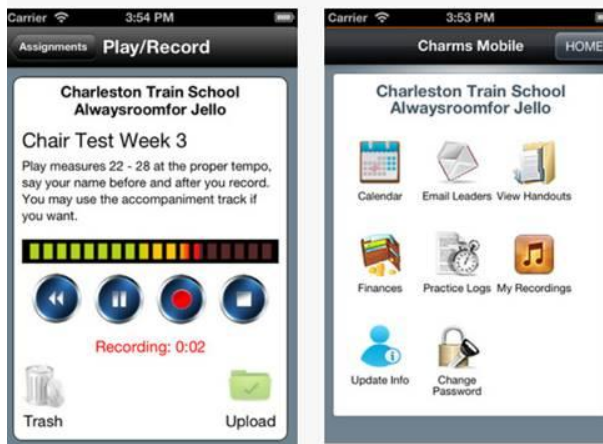 Carrier 3:54 PM
Assignments Play/Record
Charleston Train School
Alwaysroomfor Jello
Chair Test Week 3
Play measures 22 - 28 at the proper tempo,
say your name before and after you record.
You may use the accompaniment track if
you want.
Recording: 0:02
Trash Upload
Carrier 3:53 PM
Charms Mobile HOME
Charleston Train School
Alwaysroomfor Jello
Calendar Email Leaders View Handouts
Finances Practice Logs My Recordings
Update Info Change
Password